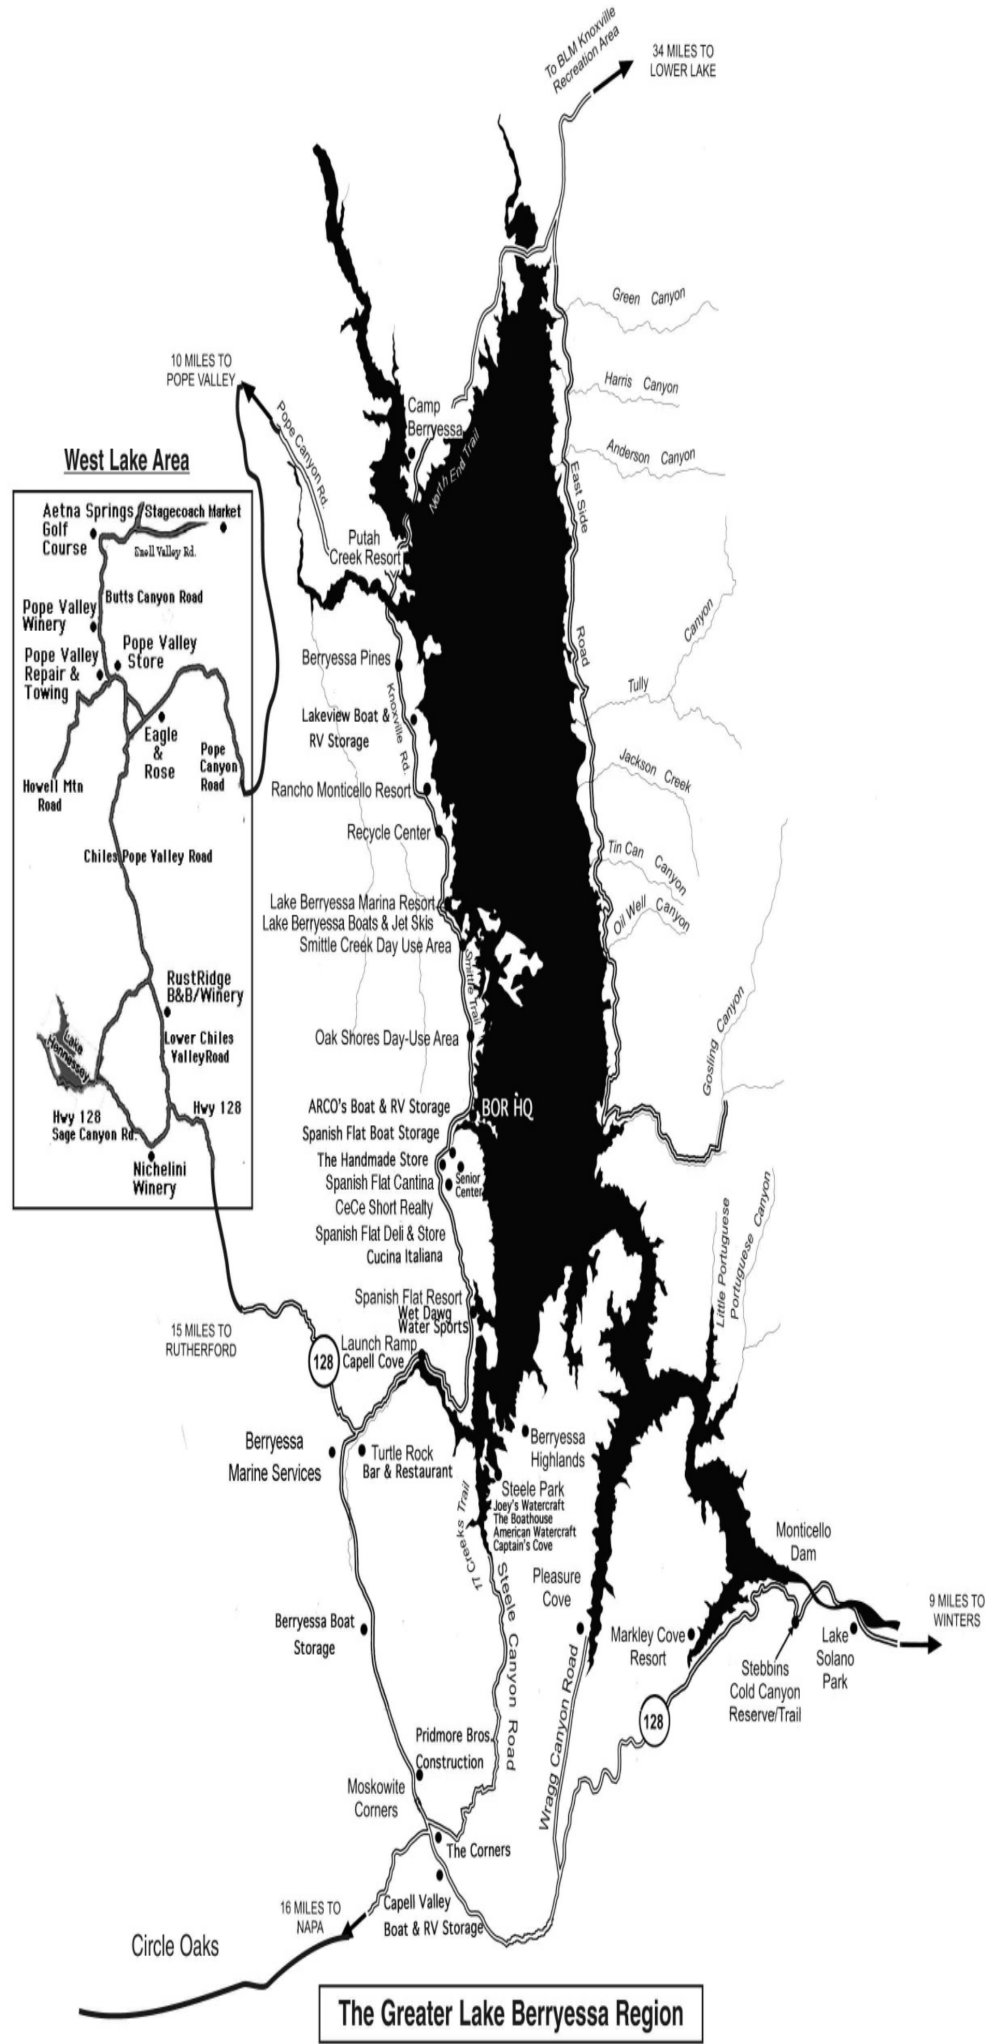 To BLM Knoxville
Recreation Area
34 MILES TO
LOWER LAKE
Green Canyon
10 MILES TO
POPE VALLEY
Harris Canyon
Camp
Berryessa
Pope Canyon Rd.
North End Trail
Anderson Canyon
West Lake Area
East Side
Road
Aetna Springs
Golf
Course
Stagecoach Market
Snell Valley Rd.
Putah
Creek Resort
Butts Canyon Road
Pope Valley
Winery
Canyon
Tully
Pope Valley
Store
Pope Valley
Repair &
Towing
Berryessa Pines
Knoxville Rd.
Lakeview Boat &
RV Storage
Eagle
&
Rose
Pope
Canyon
Road
Howell Mtn
Road
Jackson Creek
Rancho Monticello Resort
Recycle Center
Chiles Pope Valley Road
Tin Can Canyon
Oil Well Canyon
Lake Berryessa Marina Resort
Lake Berryessa Boats & Jet Skis
Smittle Creek Day Use Area
Smittle Trail
RustRidge
B&B/Winery
Gosling Canyon
Oak Shores Day-Use Area
Lake
Hennessey
Lower Chiles
Valley Road
ARCO's Boat & RV Storage
BOR HQ
Hwy 128
Hwy 128
Sage Canyon Rd.
Spanish Flat Boat Storage
The Handmade Store
Senior
Center
Spanish Flat Cantina
Nichelini
Winery
CeCe Short Realty
Spanish Flat Deli & Store
Cucina Italiana
Little Portuguese
Portuguese Canyon
Spanish Flat Resort
Wet Dawg
Water Sports
15 MILES TO
RUTHERFORD
128
Launch Ramp
Capell Cove
Berryessa
Marine Services
Turtle Rock
Bar & Restaurant
Berryessa
Highlands
Steele Park
Joey's Watercraft
The Boathouse
American Watercraft
Captain's Cove
17 Creeks Trail
Steele Canyon Road
Monticello
Dam
Pleasure
Cove
9 MILES TO
WINTERS
Berryessa Boat
Storage
Markley Cove
Resort
Lake
Solano
Park
Stebbins
Cold Canyon
Reserve/Trail
Wragg Canyon Road
128
Pridmore Bros.
Construction
Moskowite
Corners
The Corners
Capell Valley
Boat & RV Storage
16 MILES TO
NAPA
Circle Oaks
The Greater Lake Berryessa Region